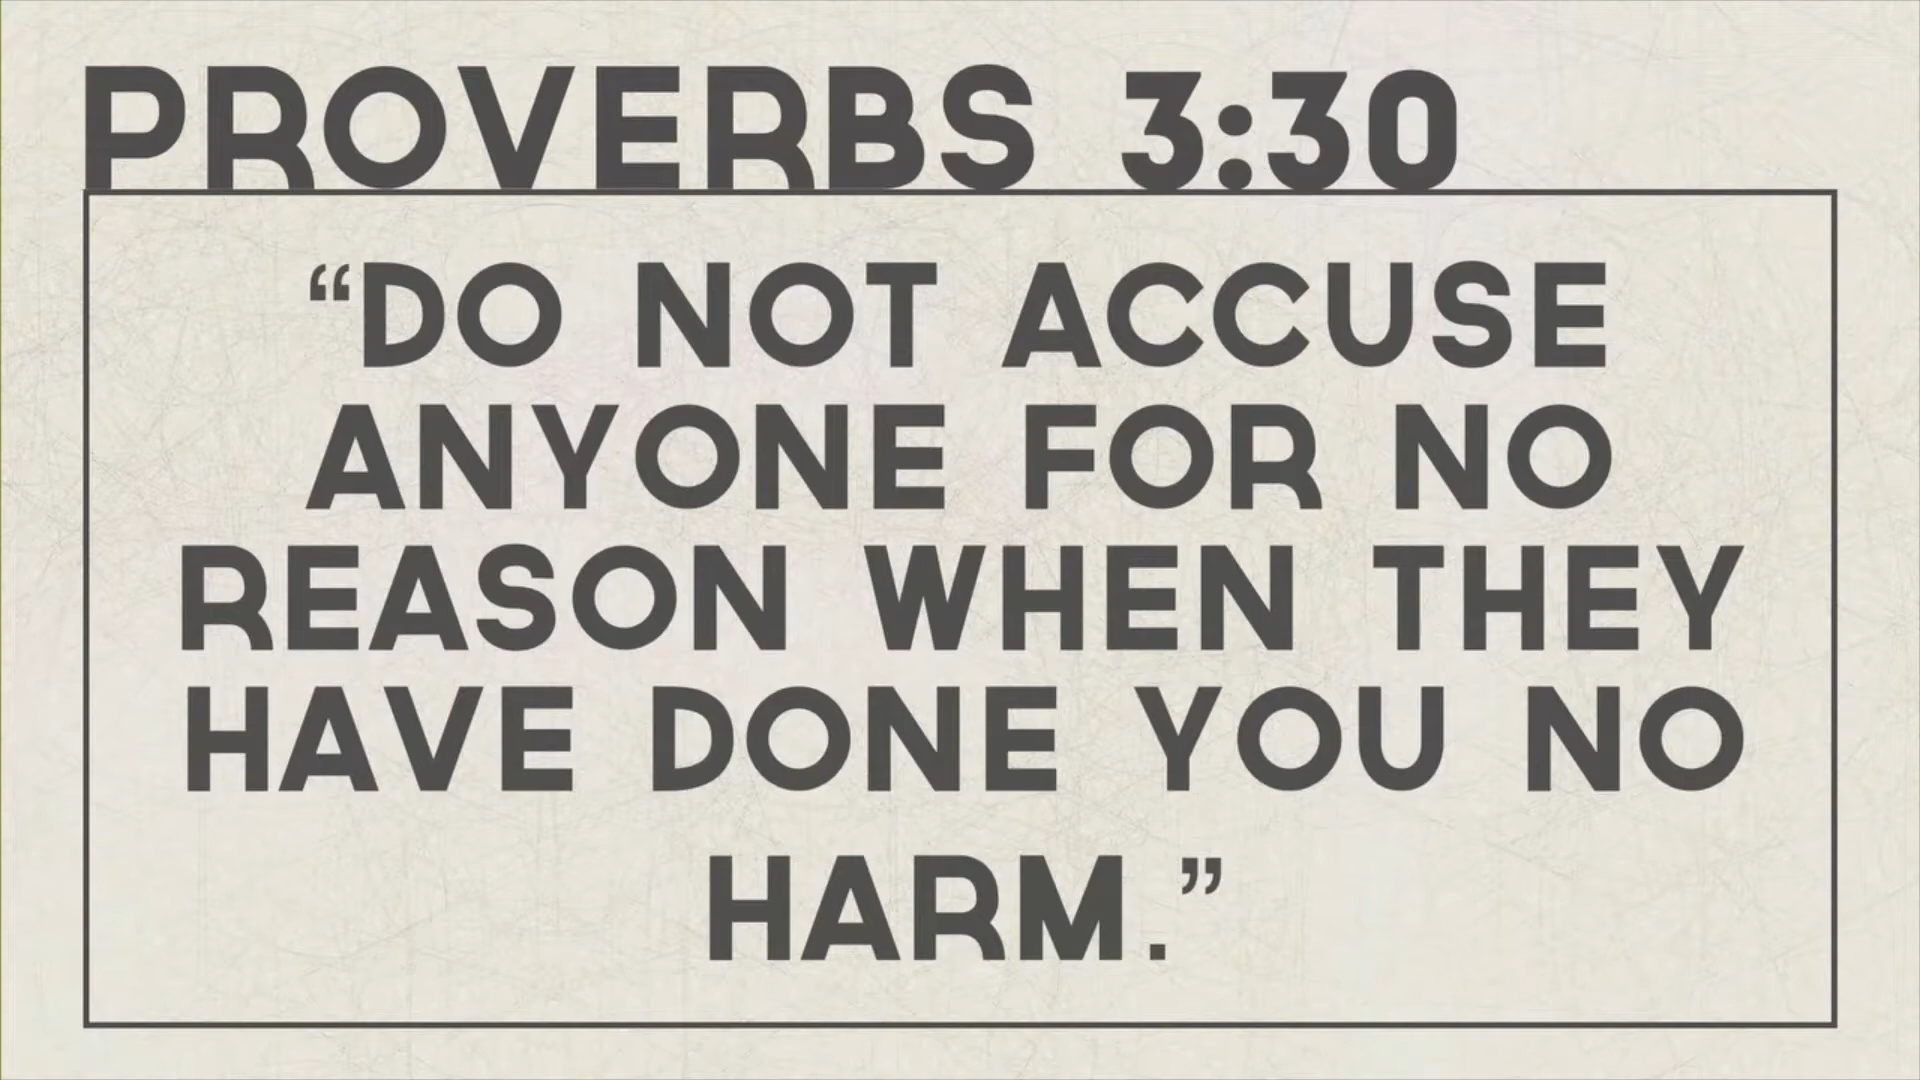 PROVERBS 3:30
“DO NOT ACCUSE
ANYONE FOR NO
REASON WHEN THEY
HAVE DONE YOU NO
HARM.”